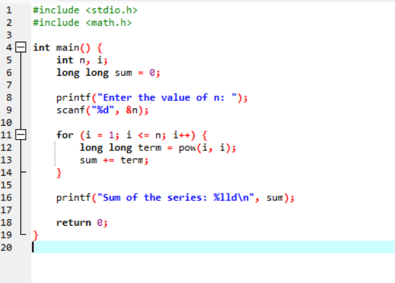 1 #include <stdio.h>
2 #include <math.h>
3
4 int main() {
5 int n, i;
6 long long sum = 0;
7
8 printf("Enter the value of n: ");
9 scanf("%d", &n);
10
11 for (i = 1; i <= n; i++) {
12 long long term = pow(i, i);
13 sum += term;
14 }
15
16 printf("Sum of the series: %lld\n", sum);
17
18 return 0;
19 }
20